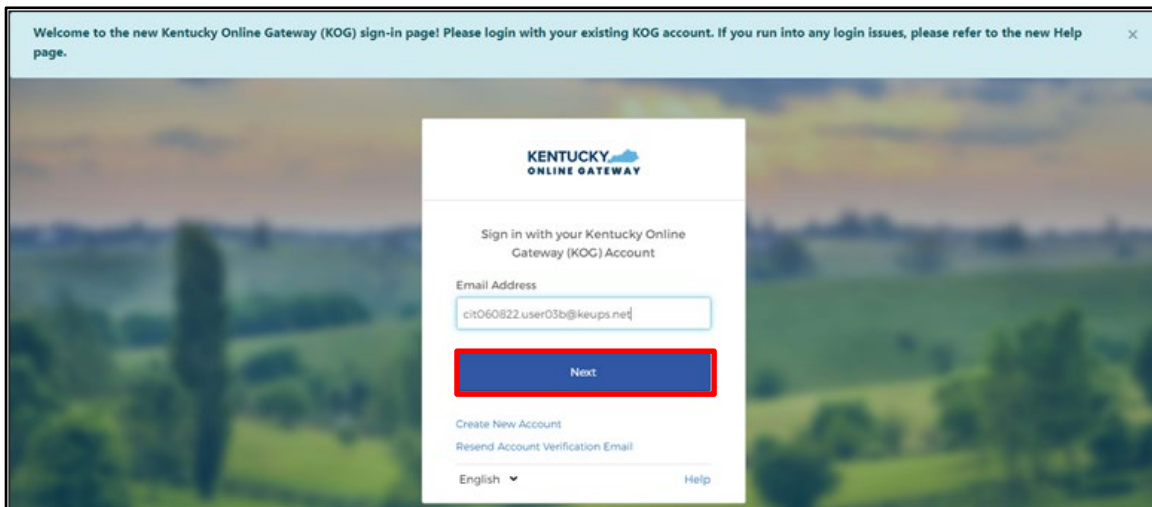 Welcome to the new Kentucky Online Gateway (KOG) sign-in page! Please login with your existing KOG account. If you run into any login issues, please refer to the new Help
page.
×
KENTUCKY
ONLINE GATEWAY
Sign in with your Kentucky Online
Gateway (KOG) Account
Email Address
cit060822.user03b@keups.net
Next
Create New Account
Resend Account Verification Email
English
Help